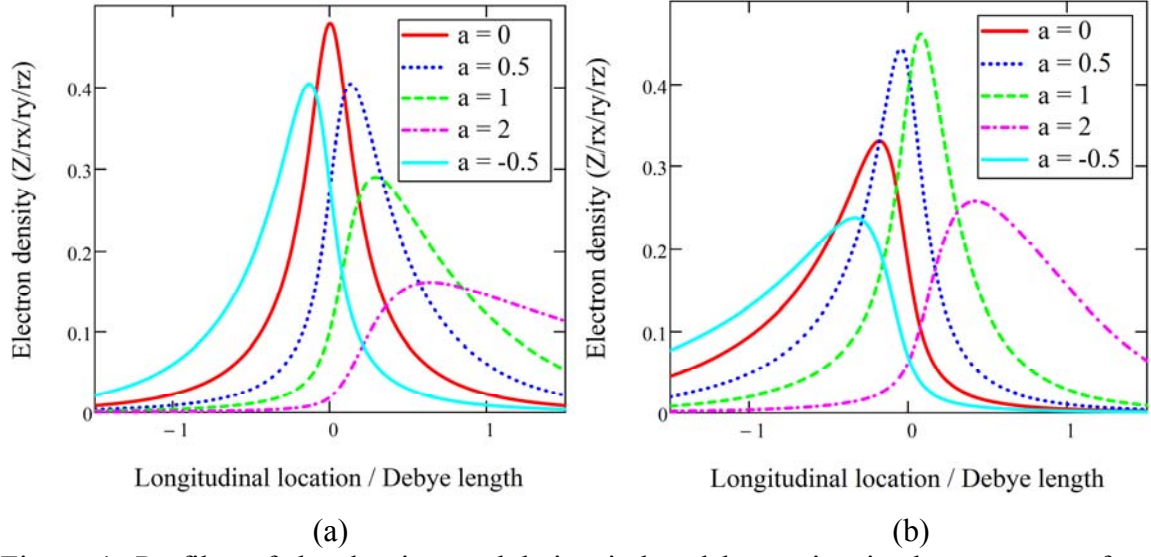 Electron density (Z/rx/ry/rz)
0.4
0.3
0.2
0.1
0
−1
0
1
a = 0
a = 0.5
a = 1
a = 2
a = -0.5
Longitudinal location / Debye length
(a)
Electron density (Z/rx/ry/rz)
0.4
0.3
0.2
0.1
0
−1
0
1
a = 0
a = 0.5
a = 1
a = 2
a = -0.5
Longitudinal location / Debye length
(b)